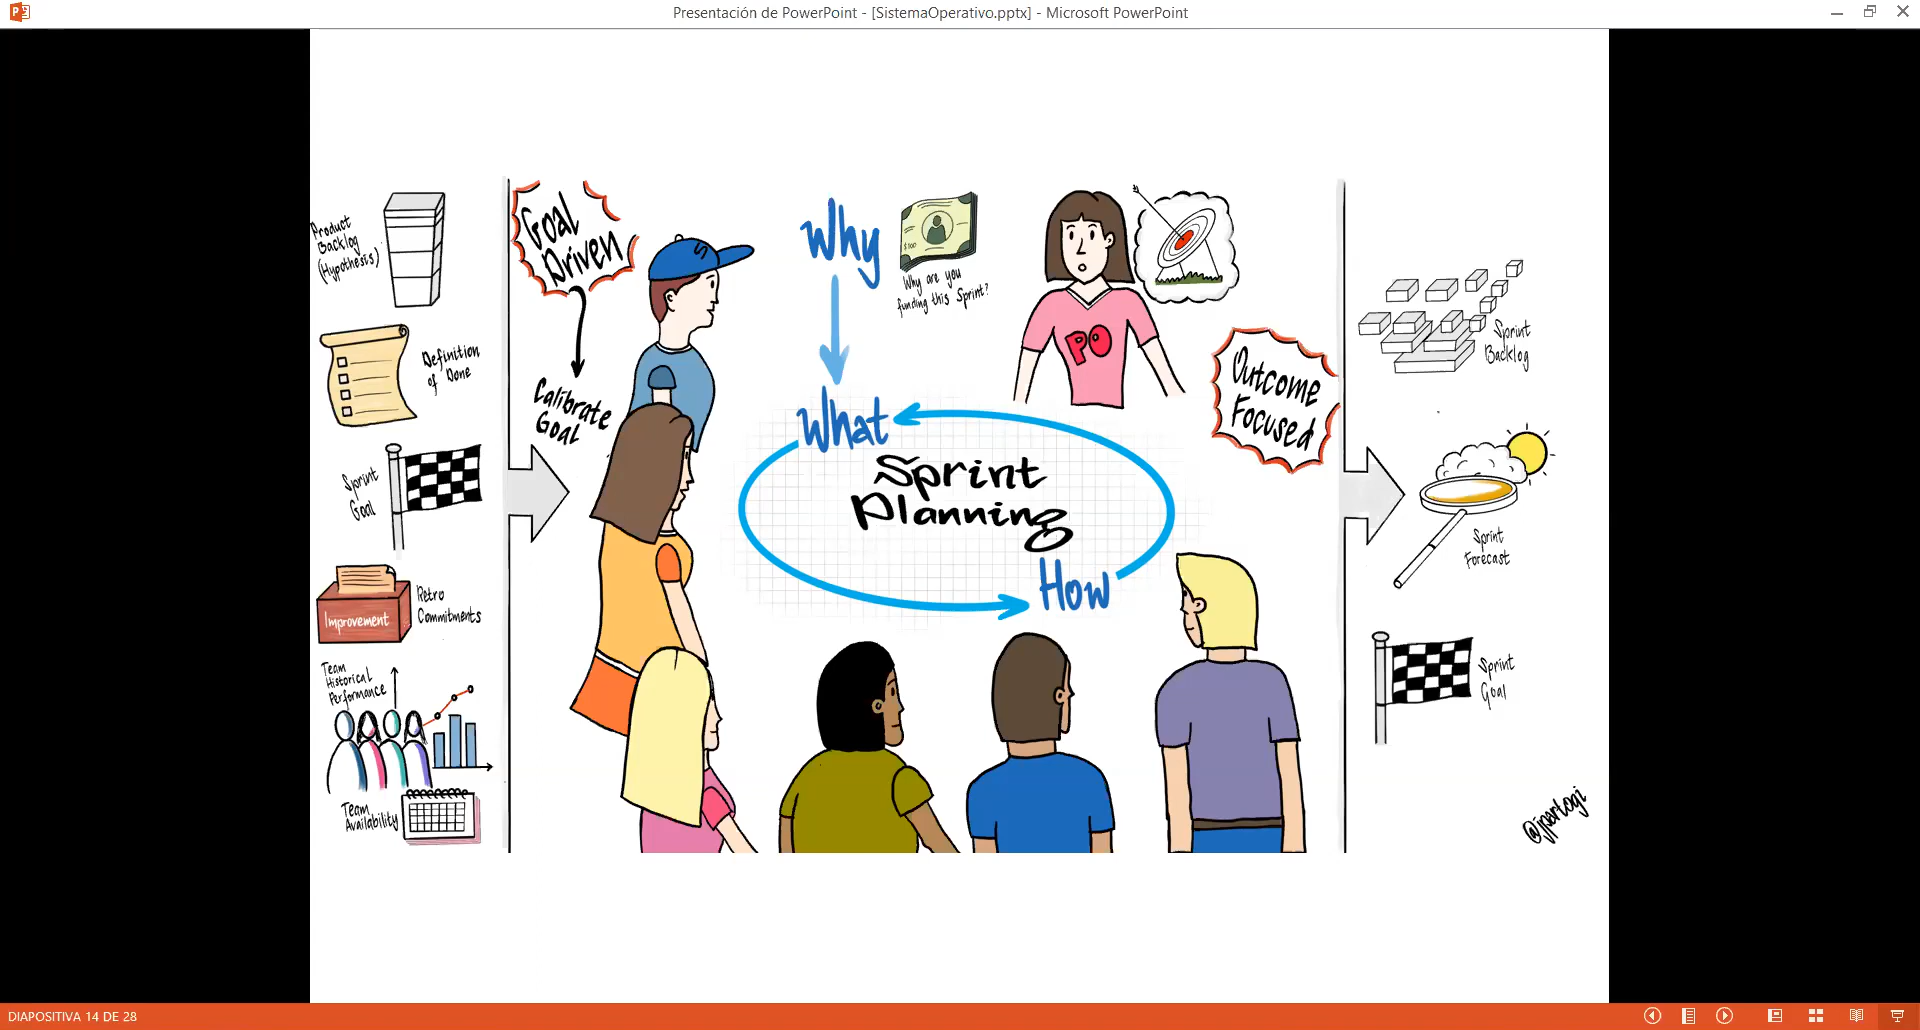 Presentación de PowerPoint - [SistemaOperativo.pptx] - Microsoft PowerPoint
Product
Backlog
(Hypothesis)
Definition
of Done
Sprint
Goal
Improvement
Retro
Commitments
Team
Historical
Performance
Team
Availability
Goal
Driven
Calibrate
Goal
S
Why
$100
Why are you
funding this Sprint?
PO
Outcome
Focused
What
Sprint
Planning
How
Sprint
Backlog
Sprint
Forecast
Sprint
Goal
@jpartogi
DIAPOSITIVA 14 DE 28